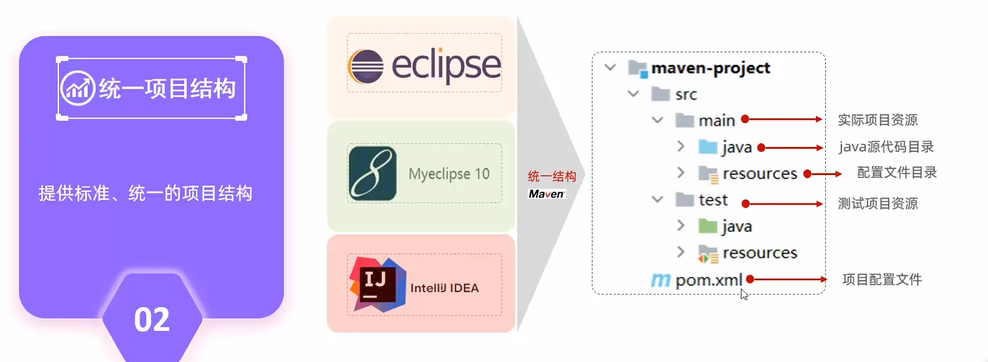 统一项目结构
提供标准、统一的项目结构
02
eclipse
Myeclipse 10
IJ
IntelliJ IDEA
统一结构
Maven
maven-project
src
main 实际项目资源
java java源代码目录
resources 配置文件目录
test 测试项目资源
java
resources
m pom.xml 项目配置文件